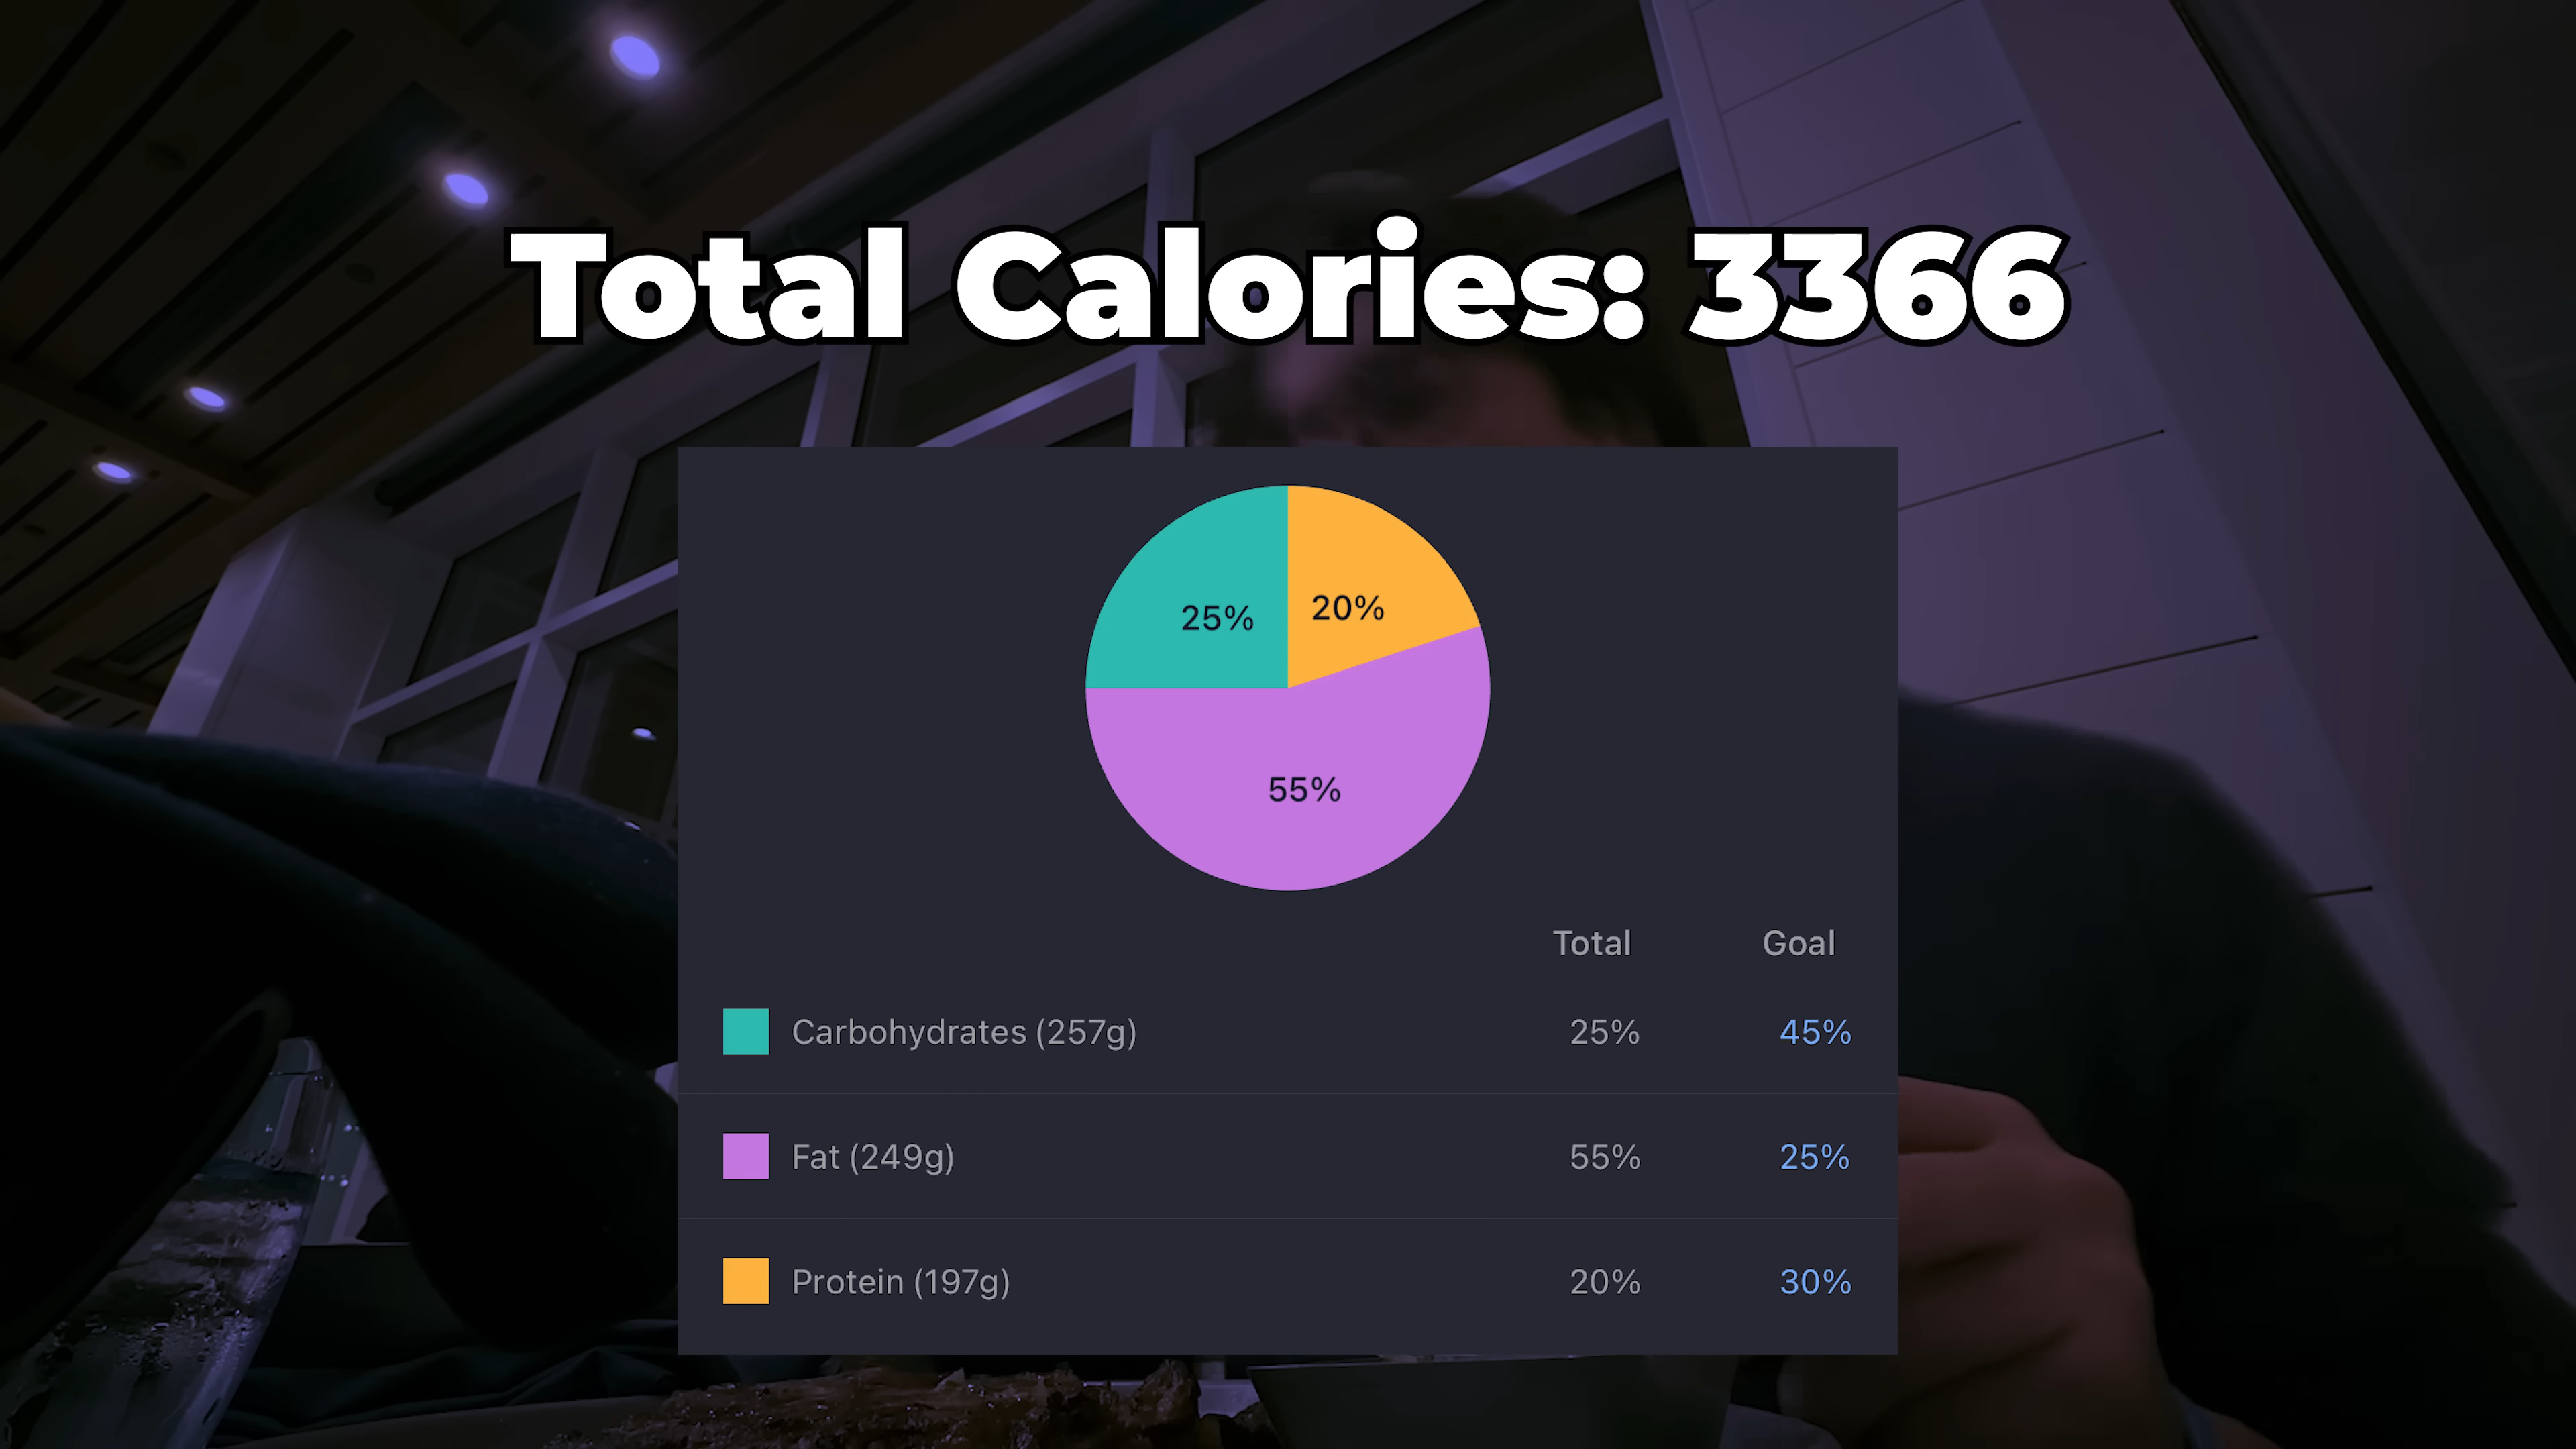 Total Calories: 3366
25%
20%
55%
Total Goal
Carbohydrates (257g) 25% 45%
Fat (249g) 55% 25%
Protein (197g) 20% 30%